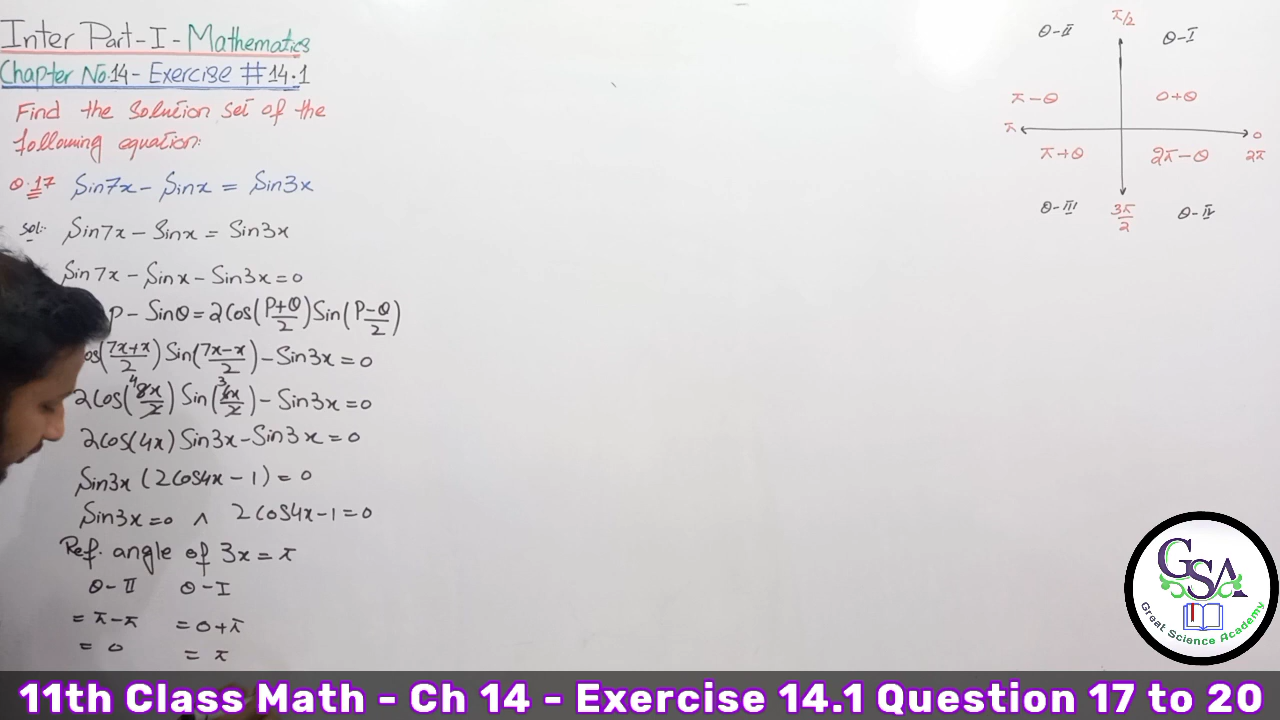 Inter Part-I-Mathematics
Chapter No.14 - Exercise # 14.1
Find the solution set of the
following equation:
Q.17 Sin7x - Sinx = Sin3x
Sol:- Sin7x - Sinx = Sin3x
Sin7x - Sinx - Sin3x = 0
P - Sinθ = 2Cos(P+θ/2) Sin(P-θ/2)
os(7x+x/2) Sin(7x-x/2) - Sin3x = 0
2Cos(8x/2) Sin(6x/2) - Sin3x = 0
2Cos(4x) Sin3x - Sin3x = 0
Sin3x (2Cos4x - 1) = 0
Sin3x = 0 ∧ 2Cos4x - 1 = 0
Ref. angle of 3x = π
θ-II θ-I
= π-π = 0+π
= 0 = π
π/2
θ-II θ-I
π-θ 0+θ
π 0
2π
π+θ 2π-θ
θ-III 3π/2 θ-IV
GSA
Great Science Academy
11th Class Math - Ch 14 - Exercise 14.1 Question 17 to 20